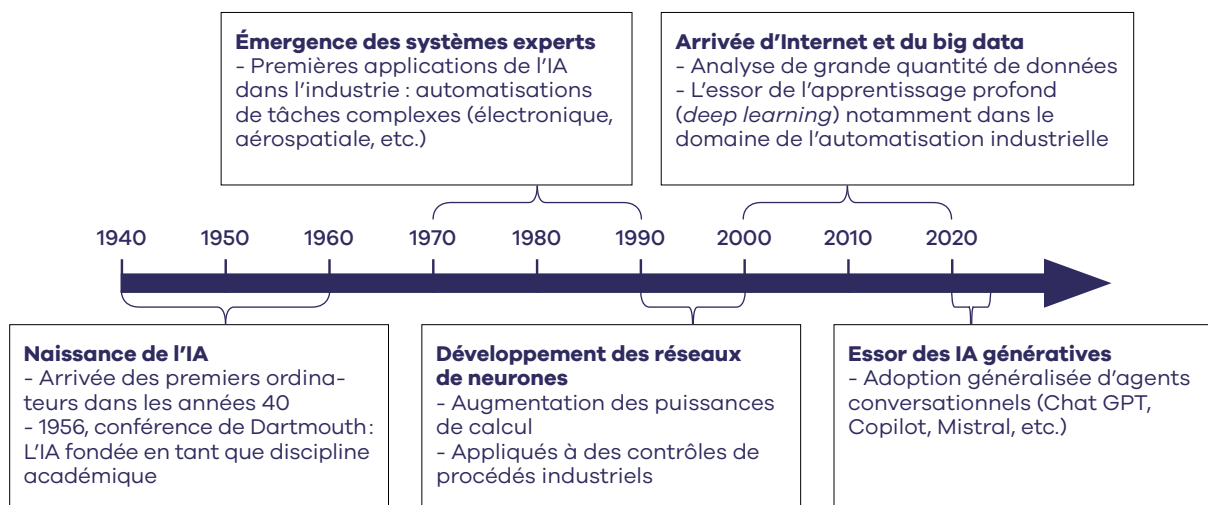 Émergence des systèmes experts
- Premières applications de l'IA
dans l'industrie : automatisations
de tâches complexes (électronique,
aérospatiale, etc.)
Arrivée d'Internet et du big data
- Analyse de grande quantité de données
- L'essor de l'apprentissage profond
(deep learning) notamment dans le
domaine de l'automatisation industrielle
1940 1950 1960 1970 1980 1990 2000 2010 2020
Naissance de l'IA
- Arrivée des premiers ordina-
teurs dans les années 40
- 1956, conférence de Dartmouth :
L'IA fondée en tant que discipline
académique
Développement des réseaux
de neurones
- Augmentation des puissances
de calcul
- Appliqués à des contrôles de
procédés industriels
Essor des IA génératives
- Adoption généralisée d'agents
conversationnels (Chat GPT,
Copilot, Mistral, etc.)